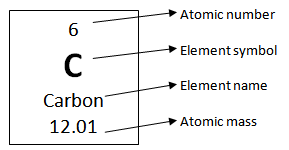 6
Atomic number
C
Element symbol
Carbon
Element name
12.01
Atomic mass